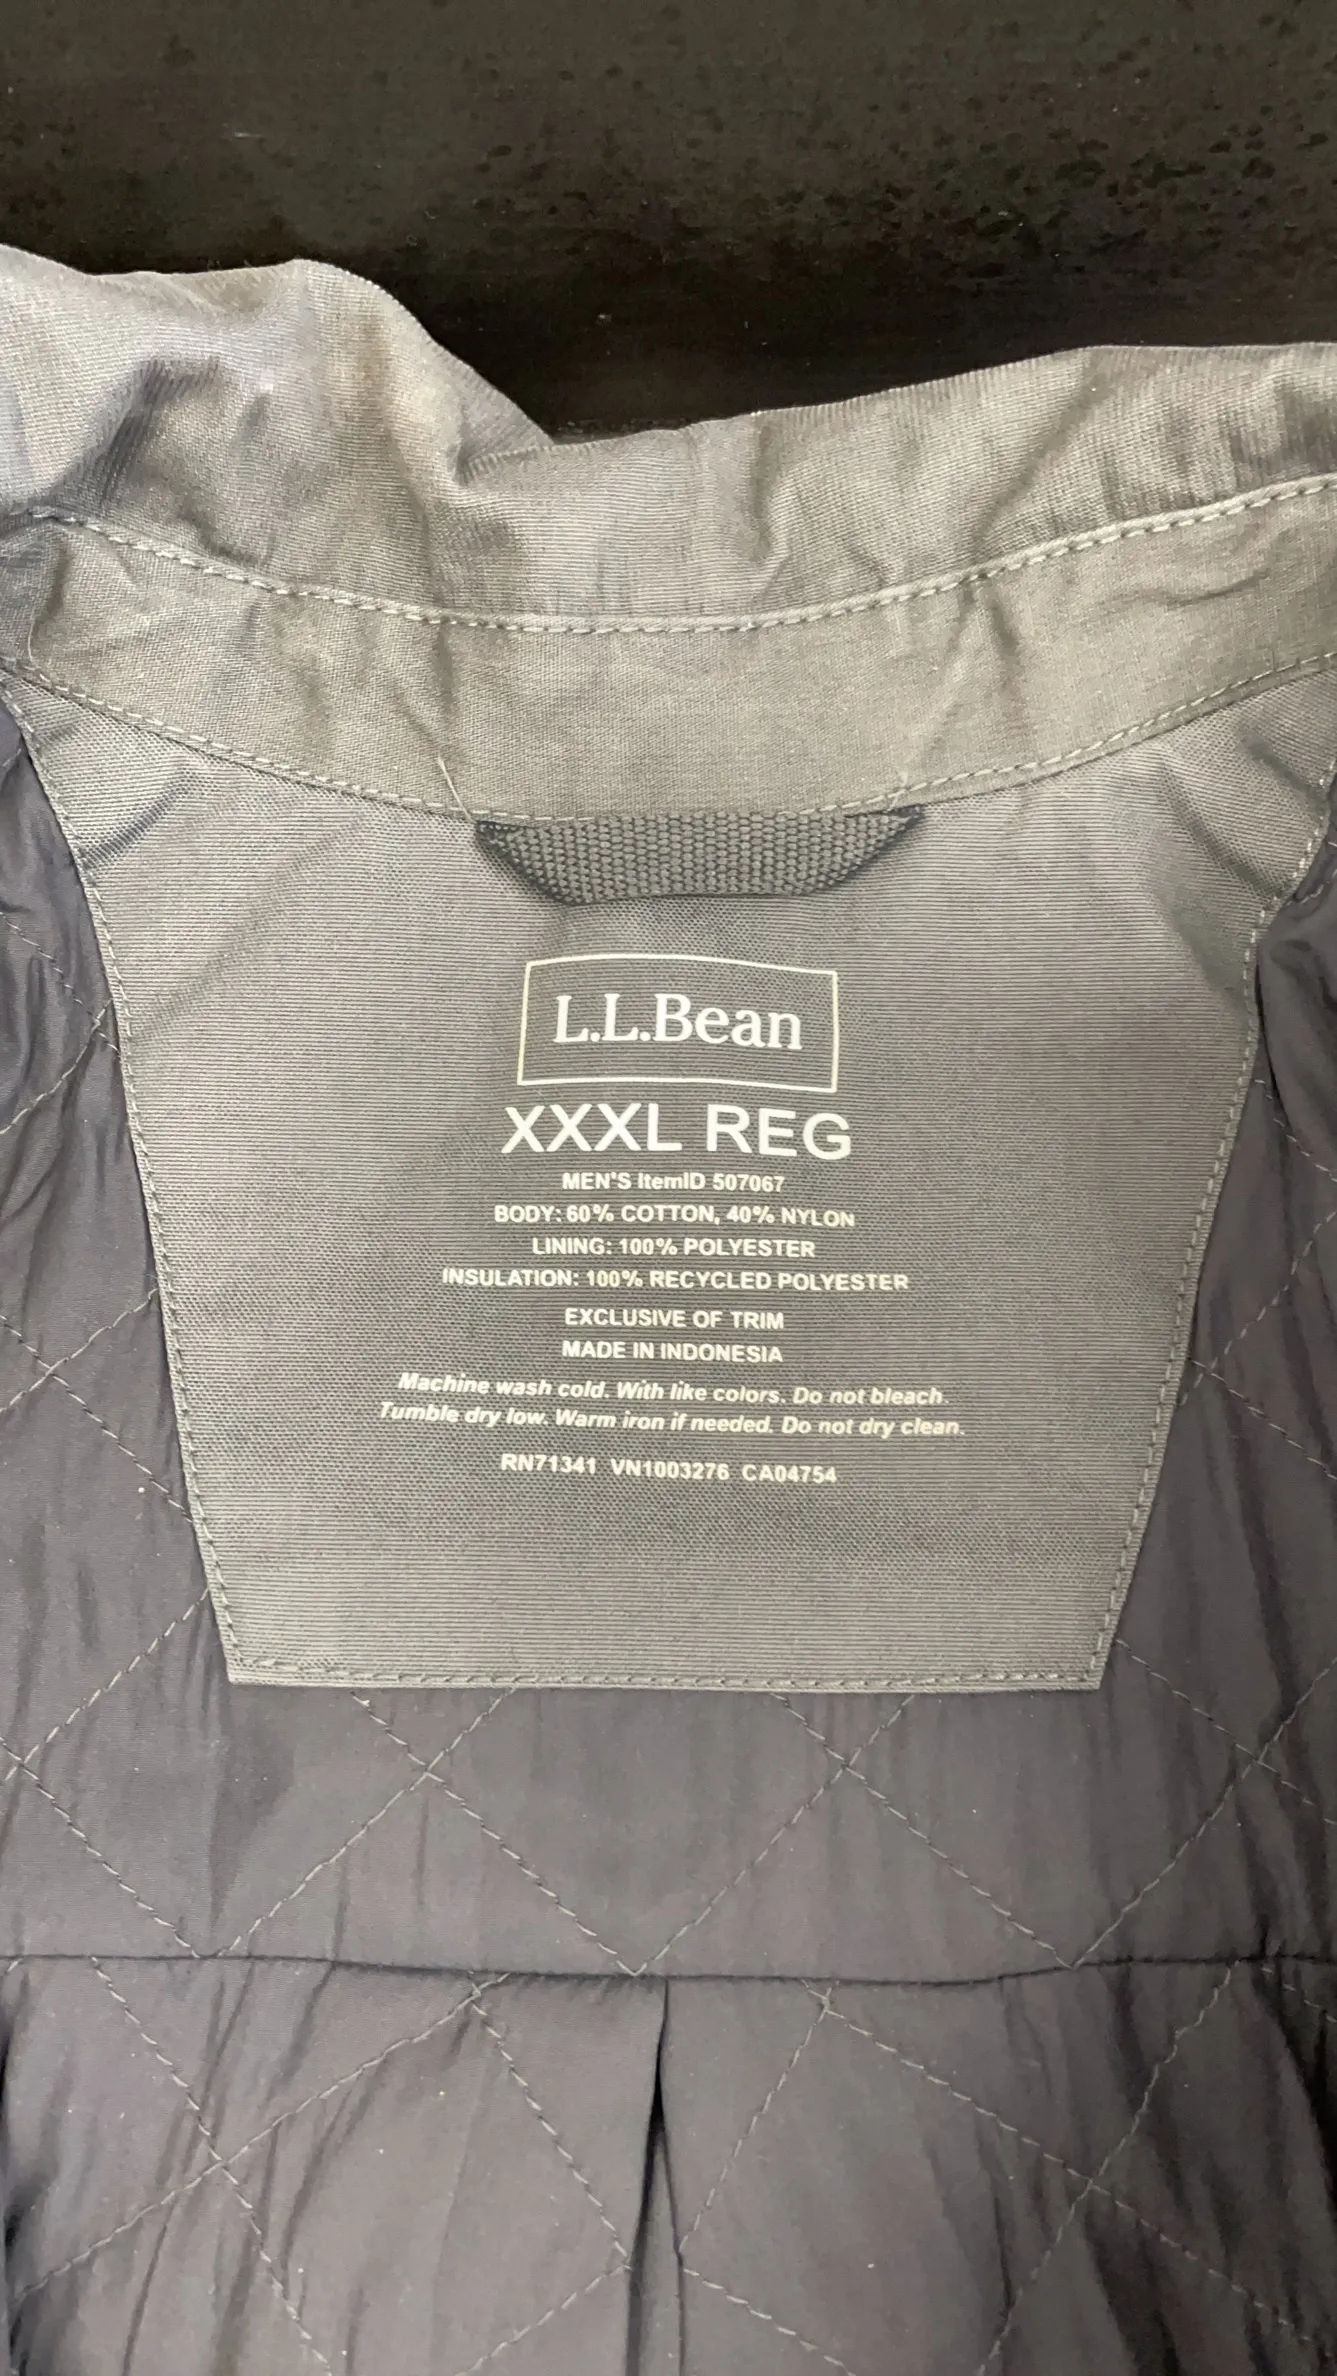 L.L.Bean
XXXL REG
MEN'S ItemID 507067
BODY: 60% COTTON, 40% NYLON
LINING: 100% POLYESTER
INSULATION: 100% RECYCLED POLYESTER
EXCLUSIVE OF TRIM
MADE IN INDONESIA
Machine wash cold. With like colors. Do not bleach.
Tumble dry low. Warm iron if needed. Do not dry clean.
RN71341 VN1003276 CA04754